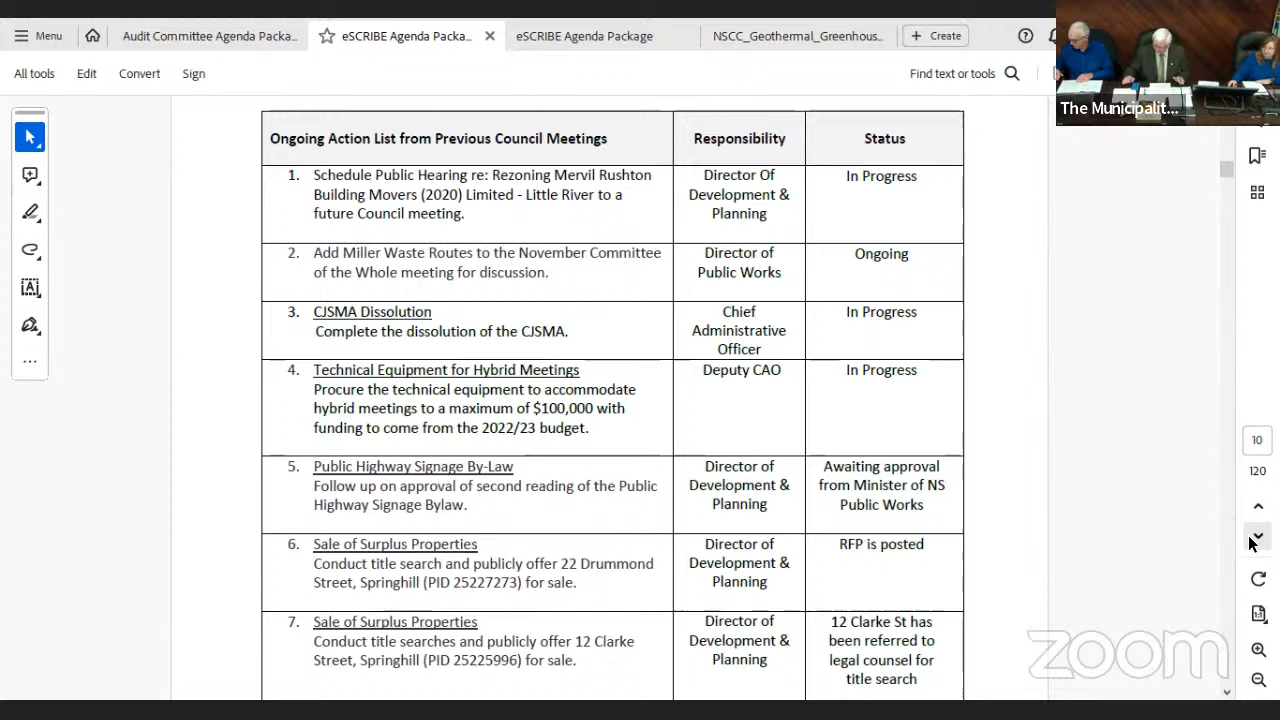 Menu
Audit Committee Agenda Packa...
eSCRIBE Agenda Packa...
eSCRIBE Agenda Package
NSCC_Geothermal_Greenhous...
Create
All tools
Edit
Convert
Sign
Find text or tools
The Municipalit...
Ongoing Action List from Previous Council Meetings
Responsibility
Status
1. Schedule Public Hearing re: Rezoning Mervil Rushton
Building Movers (2020) Limited - Little River to a
future Council meeting.
Director Of
Development &
Planning
In Progress
2. Add Miller Waste Routes to the November Committee
of the Whole meeting for discussion.
Director of
Public Works
Ongoing
3. CJSMA Dissolution
Complete the dissolution of the CJSMA.
Chief
Administrative
Officer
In Progress
4. Technical Equipment for Hybrid Meetings
Procure the technical equipment to accommodate
hybrid meetings to a maximum of $100,000 with
funding to come from the 2022/23 budget.
Deputy CAO
In Progress
5. Public Highway Signage By-Law
Follow up on approval of second reading of the Public
Highway Signage Bylaw.
Director of
Development &
Planning
Awaiting approval
from Minister of NS
Public Works
6. Sale of Surplus Properties
Conduct title search and publicly offer 22 Drummond
Street, Springhill (PID 25227273) for sale.
Director of
Development &
Planning
RFP is posted
7. Sale of Surplus Properties
Conduct title searches and publicly offer 12 Clarke
Street, Springhill (PID 25225996) for sale.
Director of
Development &
Planning
12 Clarke St has
been referred to
legal counsel for
title search
10
120
1:1
zoom